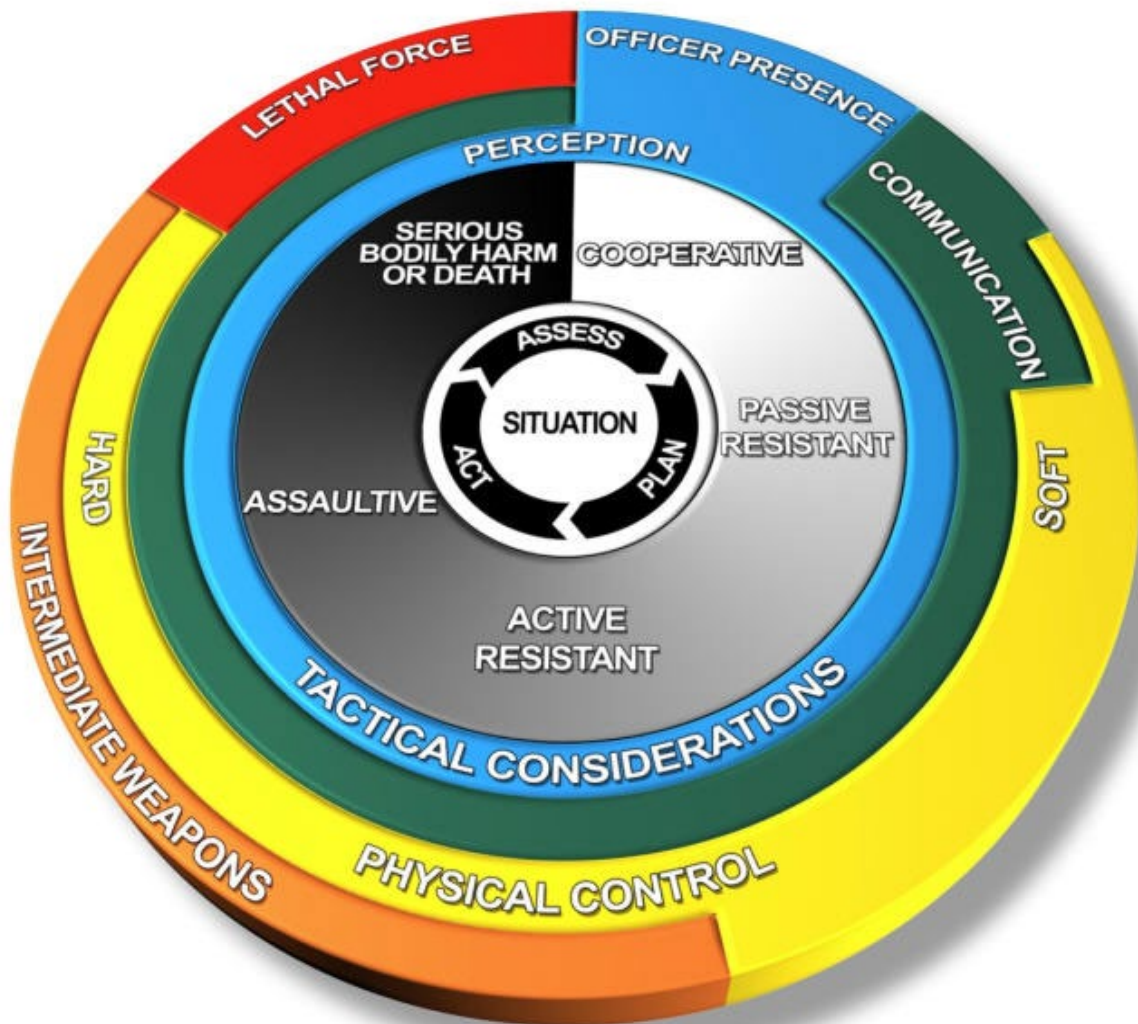 LETHAL FORCE
OFFICER PRESENCE
COMMUNICATION
PERCEPTION
SERIOUS
BODILY HARM
OR DEATH
COOPERATIVE
ASSESS
SITUATION
PLAN
ACT
PASSIVE
RESISTANT
ASSAULTIVE
ACTIVE
RESISTANT
HARD
SOFT
TACTICAL CONSIDERATIONS
PHYSICAL CONTROL
INTERMEDIATE WEAPONS